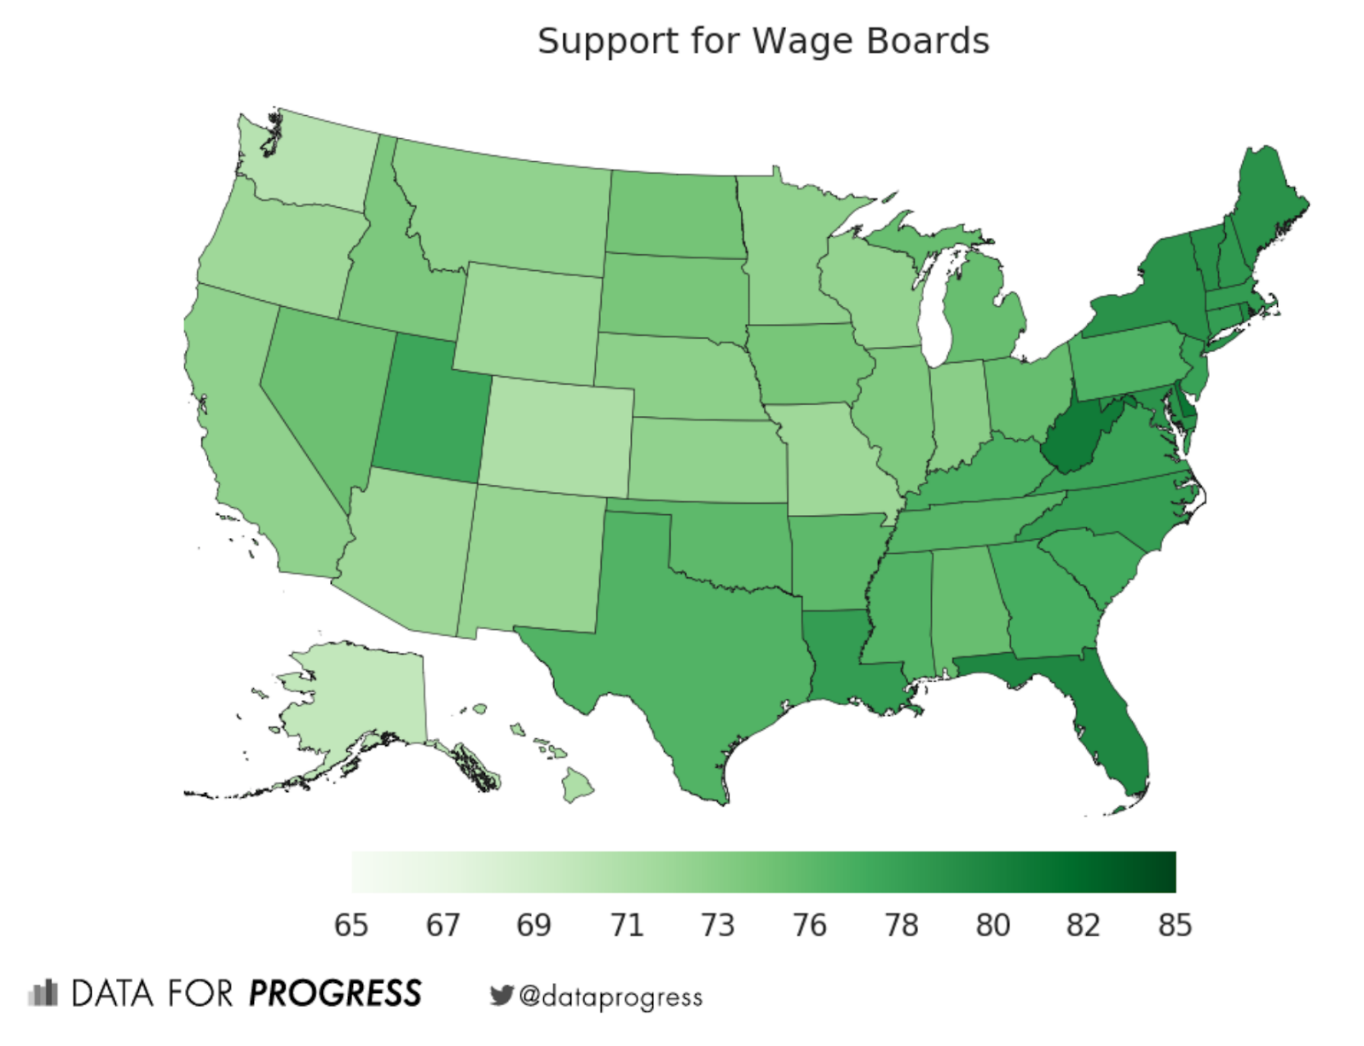 Support for Wage Boards
65 67 69 71 73 76 78 80 82 85
DATA FOR PROGRESS @dataprogress